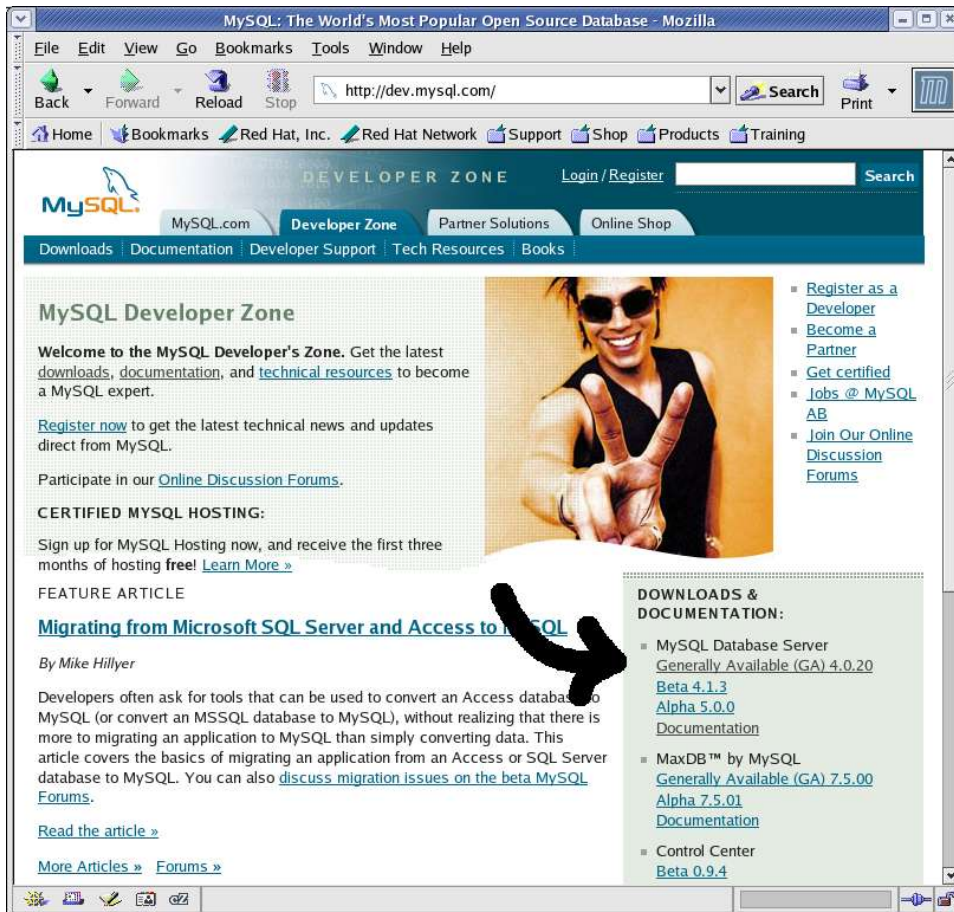 MySQL: The World's Most Popular Open Source Database - Mozilla
File Edit View Go Bookmarks Tools Window Help
Back Forward Reload Stop http://dev.mysql.com/ Search Print
Home Bookmarks Red Hat, Inc. Red Hat Network Support Shop Products Training
MySQL.
DEVELOPER ZONE
Login / Register
Search
MySQL.com Developer Zone Partner Solutions Online Shop
Downloads Documentation Developer Support Tech Resources Books
MySQL Developer Zone
Welcome to the MySQL Developer's Zone. Get the latest
downloads, documentation, and technical resources to become
a MySQL expert.
Register now to get the latest technical news and updates
direct from MySQL.
Participate in our Online Discussion Forums.
CERTIFIED MYSQL HOSTING:
Sign up for MySQL Hosting now, and receive the first three
months of hosting free! Learn More »
Register as a
Developer
Become a
Partner
Get certified
Jobs @ MySQL
AB
Join Our Online
Discussion
Forums
FEATURE ARTICLE
Migrating from Microsoft SQL Server and Access to MySQL
By Mike Hillyer
Developers often ask for tools that can be used to convert an Access database to
MySQL (or convert an MSSQL database to MySQL), without realizing that there is
more to migrating an application to MySQL than simply converting data. This
article covers the basics of migrating an application from an Access or SQL Server
database to MySQL. You can also discuss migration issues on the beta MySQL
Forums.
Read the article »
More Articles » Forums »
DOWNLOADS &
DOCUMENTATION:
MySQL Database Server
Generally Available (GA) 4.0.20
Beta 4.1.3
Alpha 5.0.0
Documentation
MaxDB™ by MySQL
Generally Available (GA) 7.5.00
Alpha 7.5.01
Documentation
Control Center
Beta 0.9.4